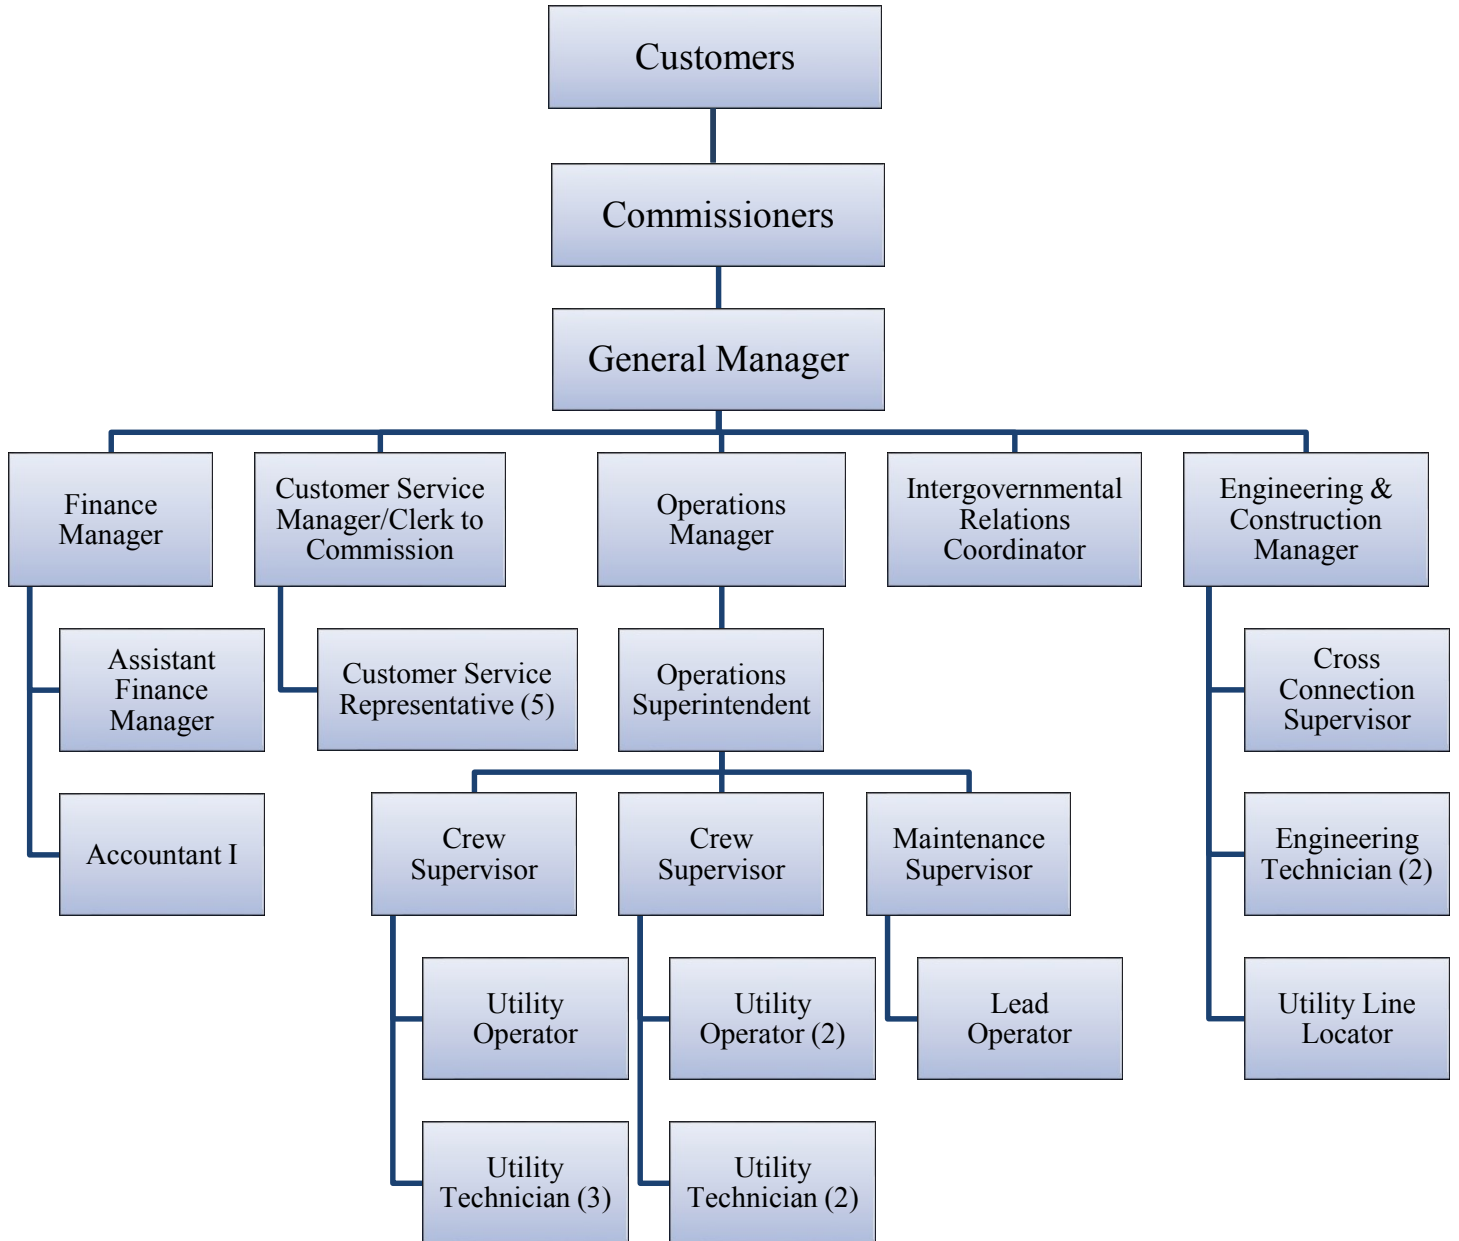 Customers
Commissioners
General Manager
Finance
Manager
Customer Service
Manager/Clerk to
Commission
Operations
Manager
Intergovernmental
Relations
Coordinator
Engineering &
Construction
Manager
Assistant
Finance
Manager
Customer Service
Representative (5)
Operations
Superintendent
Cross
Connection
Supervisor
Accountant I
Crew
Supervisor
Crew
Supervisor
Maintenance
Supervisor
Engineering
Technician (2)
Utility
Operator
Utility
Operator (2)
Lead
Operator
Utility Line
Locator
Utility
Technician (3)
Utility
Technician (2)